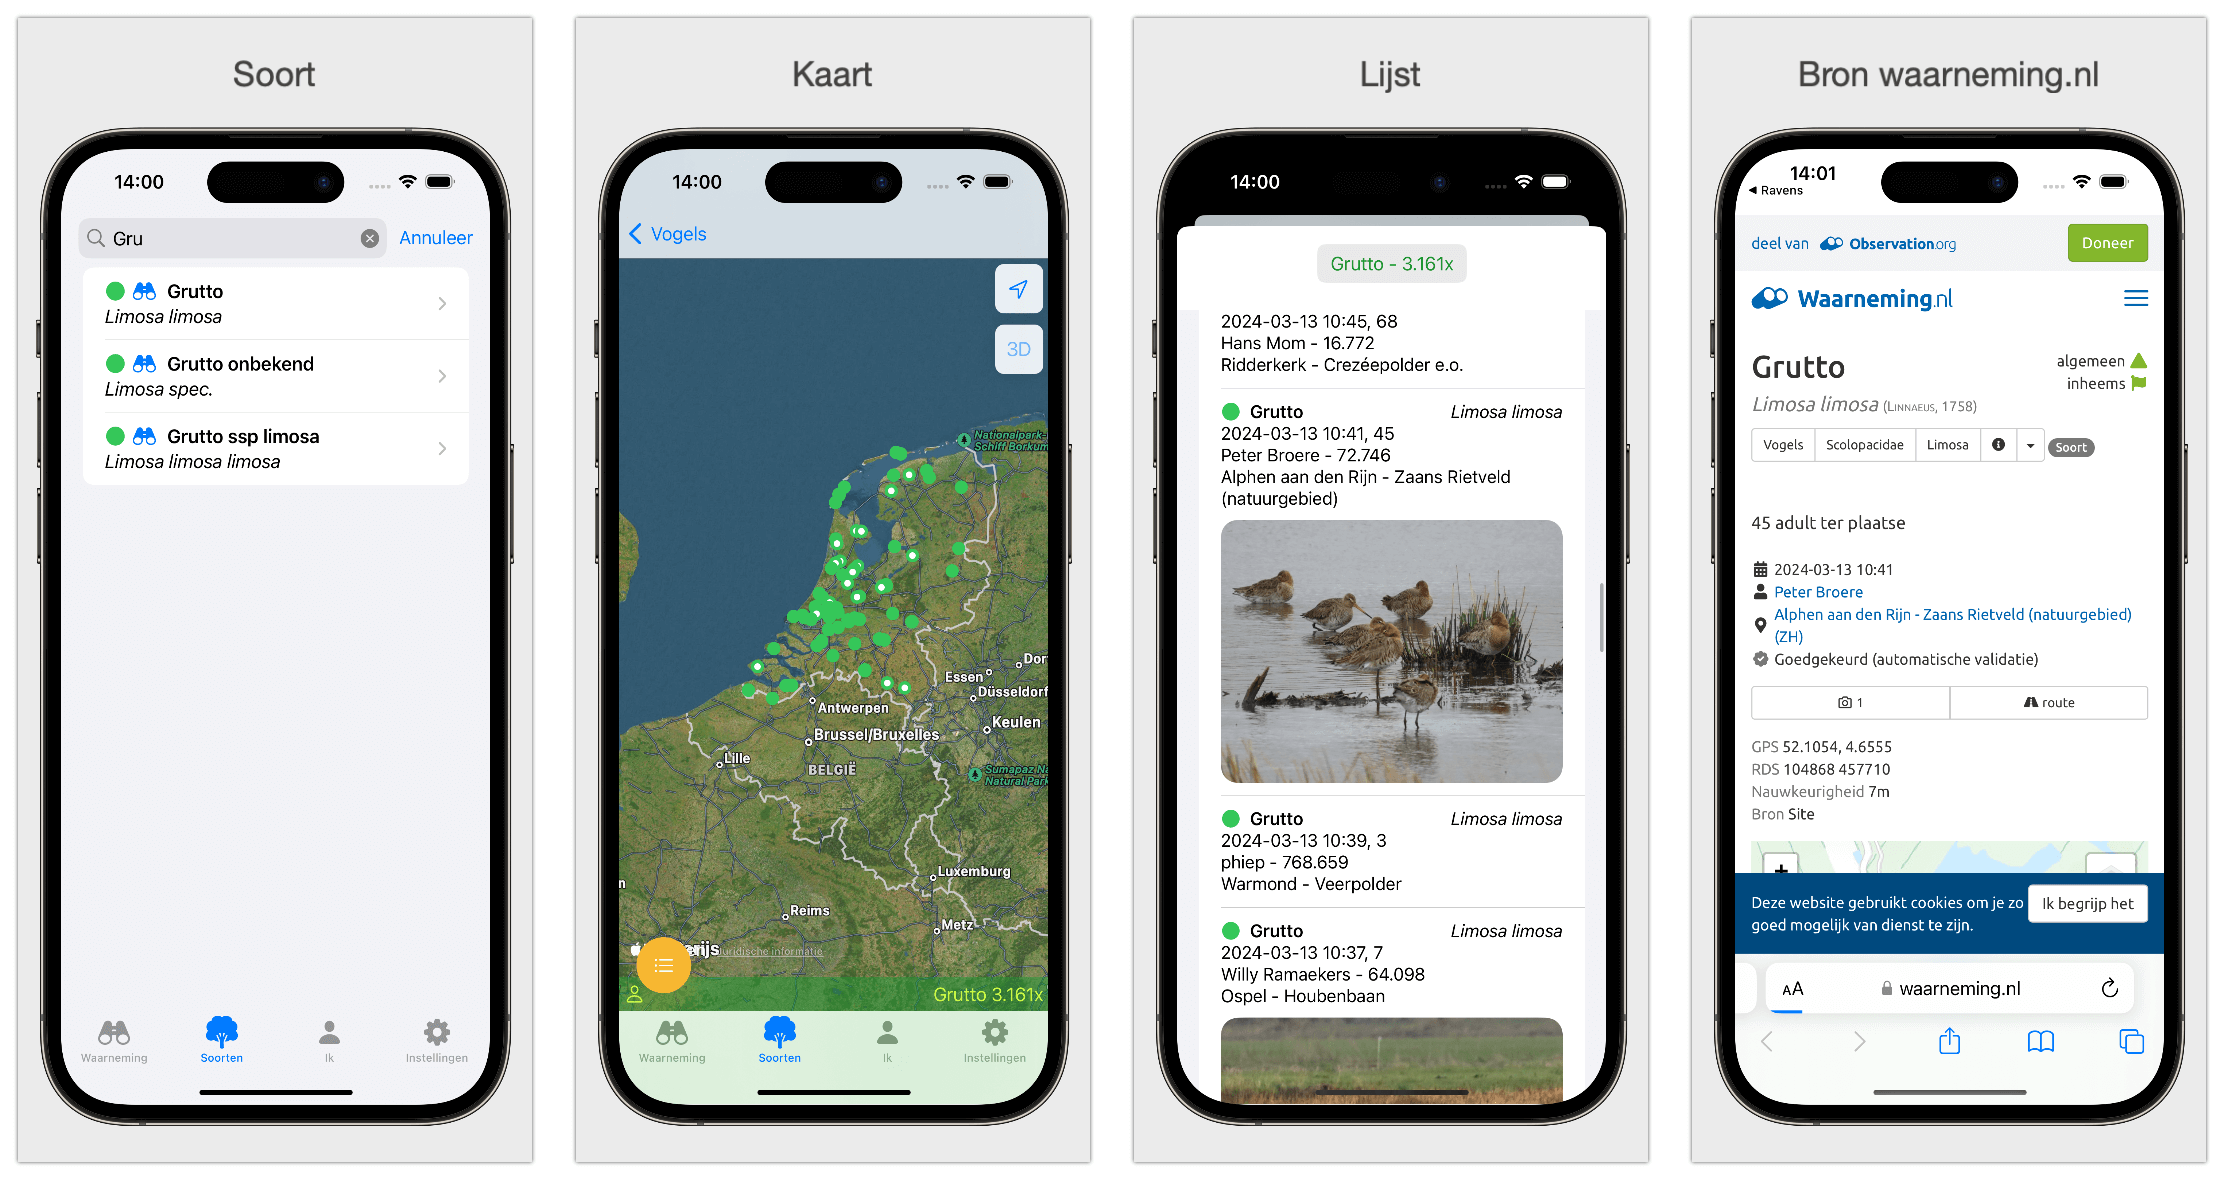 Soort
14:00
Gru
Annuleer
Grutto
Limosa limosa
Grutto onbekend
Limosa spec.
Grutto ssp limosa
Limosa limosa limosa
Waarneming
Soorten
Ik
Instellingen
Kaart
14:00
Vogels
3D
Nationalpark-
Schiff Borkum
Dor
Essen
Düsseldorf
Antwerpen
Keulen
Brussel/Bruxelles
Lille
BELGIË
Sumapaz Na
Natural Park
Luxemburg
n
Reims
Metz
rijs
Juridische informatie
Grutto 3.161x
Waarneming
Soorten
Ik
Instellingen
Lijst
14:00
Grutto - 3.161x
2024-03-13 10:45, 68
Hans Mom - 16.772
Ridderkerk - Crezéepolder e.o.
Grutto Limosa limosa
2024-03-13 10:41, 45
Peter Broere - 72.746
Alphen aan den Rijn - Zaans Rietveld
(natuurgebied)
Grutto Limosa limosa
2024-03-13 10:39, 3
phiep - 768.659
Warmond - Veerpolder
Grutto Limosa limosa
2024-03-13 10:37, 7
Willy Ramaekers - 64.098
Ospel - Houbenbaan
Bron waarneming.nl
14:01
◀ Ravens
deel van Observation.org
Doneer
Waarneming.nl
Grutto
algemeen
inheems
Limosa limosa (Linnaeus, 1758)
Vogels Scolopacidae Limosa Soort
45 adult ter plaatse
2024-03-13 10:41
Peter Broere
Alphen aan den Rijn - Zaans Rietveld (natuurgebied)
(ZH)
Goedgekeurd (automatische validatie)
1 route
GPS 52.1054, 4.6555
RDS 104868 457710
Nauwkeurigheid 7m
Bron Site
+
Deze website gebruikt cookies om je zo
goed mogelijk van dienst te zijn.
Ik begrijp het
AA waarneming.nl